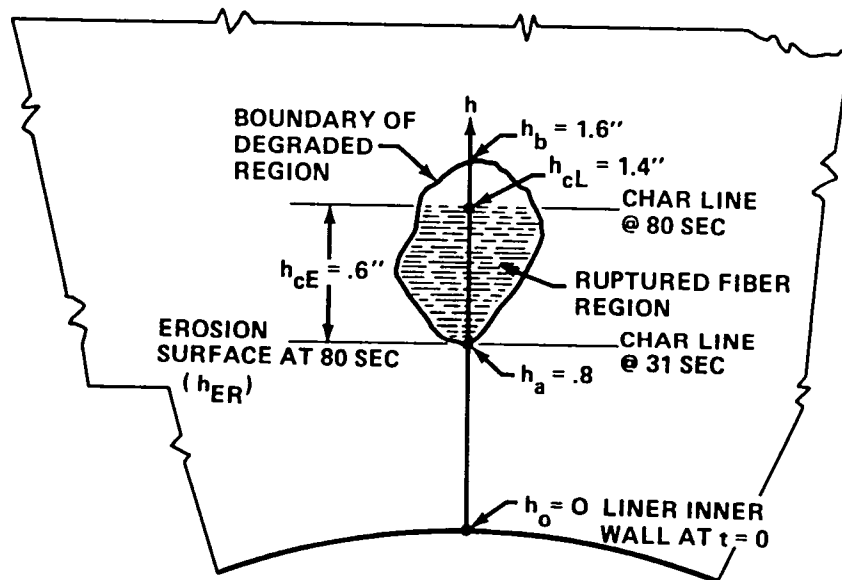 h
BOUNDARY OF
DEGRADED
REGION
h_b = 1.6"
h_cL = 1.4"
CHAR LINE
@ 80 SEC
h_cE = .6"
RUPTURED FIBER
REGION
EROSION
SURFACE AT 80 SEC
(h_ER)
CHAR LINE
@ 31 SEC
h_a = .8
h_o = O LINER INNER
WALL AT t = 0